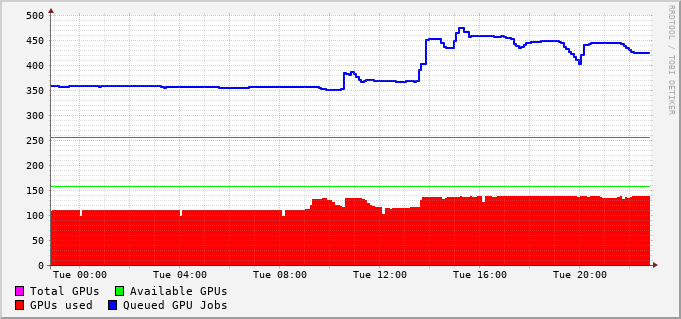 500
450
400
350
300
250
200
150
100
50
0
Tue 00:00 Tue 04:00 Tue 08:00 Tue 12:00 Tue 16:00 Tue 20:00
Total GPUs Available GPUs
GPUs used Queued GPU Jobs
RRDTOOL / TOBI OETIKER